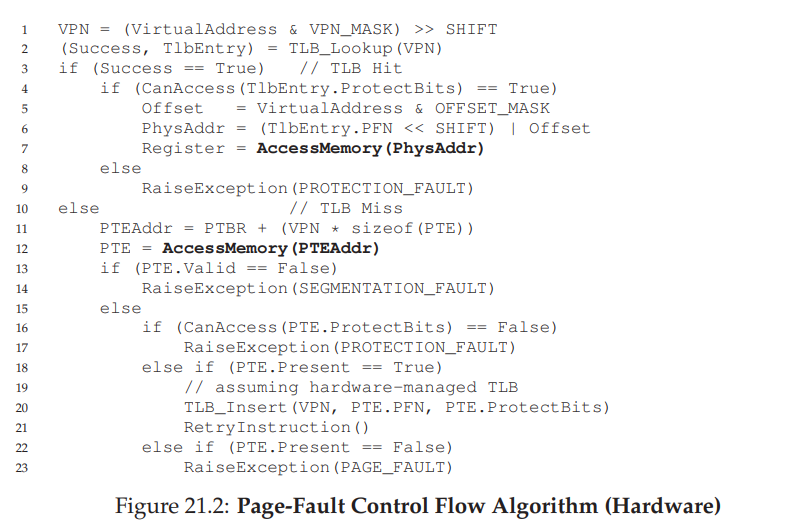 1 VPN = (VirtualAddress & VPN_MASK) >> SHIFT
2 (Success, TlbEntry) = TLB_Lookup(VPN)
3 if (Success == True) // TLB Hit
4 if (CanAccess(TlbEntry.ProtectBits) == True)
5 Offset = VirtualAddress & OFFSET_MASK
6 PhysAddr = (TlbEntry.PFN << SHIFT) | Offset
7 Register = AccessMemory(PhysAddr)
8 else
9 RaiseException(PROTECTION_FAULT)
10 else // TLB Miss
11 PTEAddr = PTBR + (VPN * sizeof(PTE))
12 PTE = AccessMemory(PTEAddr)
13 if (PTE.Valid == False)
14 RaiseException(SEGMENTATION_FAULT)
15 else
16 if (CanAccess(PTE.ProtectBits) == False)
17 RaiseException(PROTECTION_FAULT)
18 else if (PTE.Present == True)
19 // assuming hardware-managed TLB
20 TLB_Insert(VPN, PTE.PFN, PTE.ProtectBits)
21 RetryInstruction()
22 else if (PTE.Present == False)
23 RaiseException(PAGE_FAULT)
Figure 21.2: Page-Fault Control Flow Algorithm (Hardware)